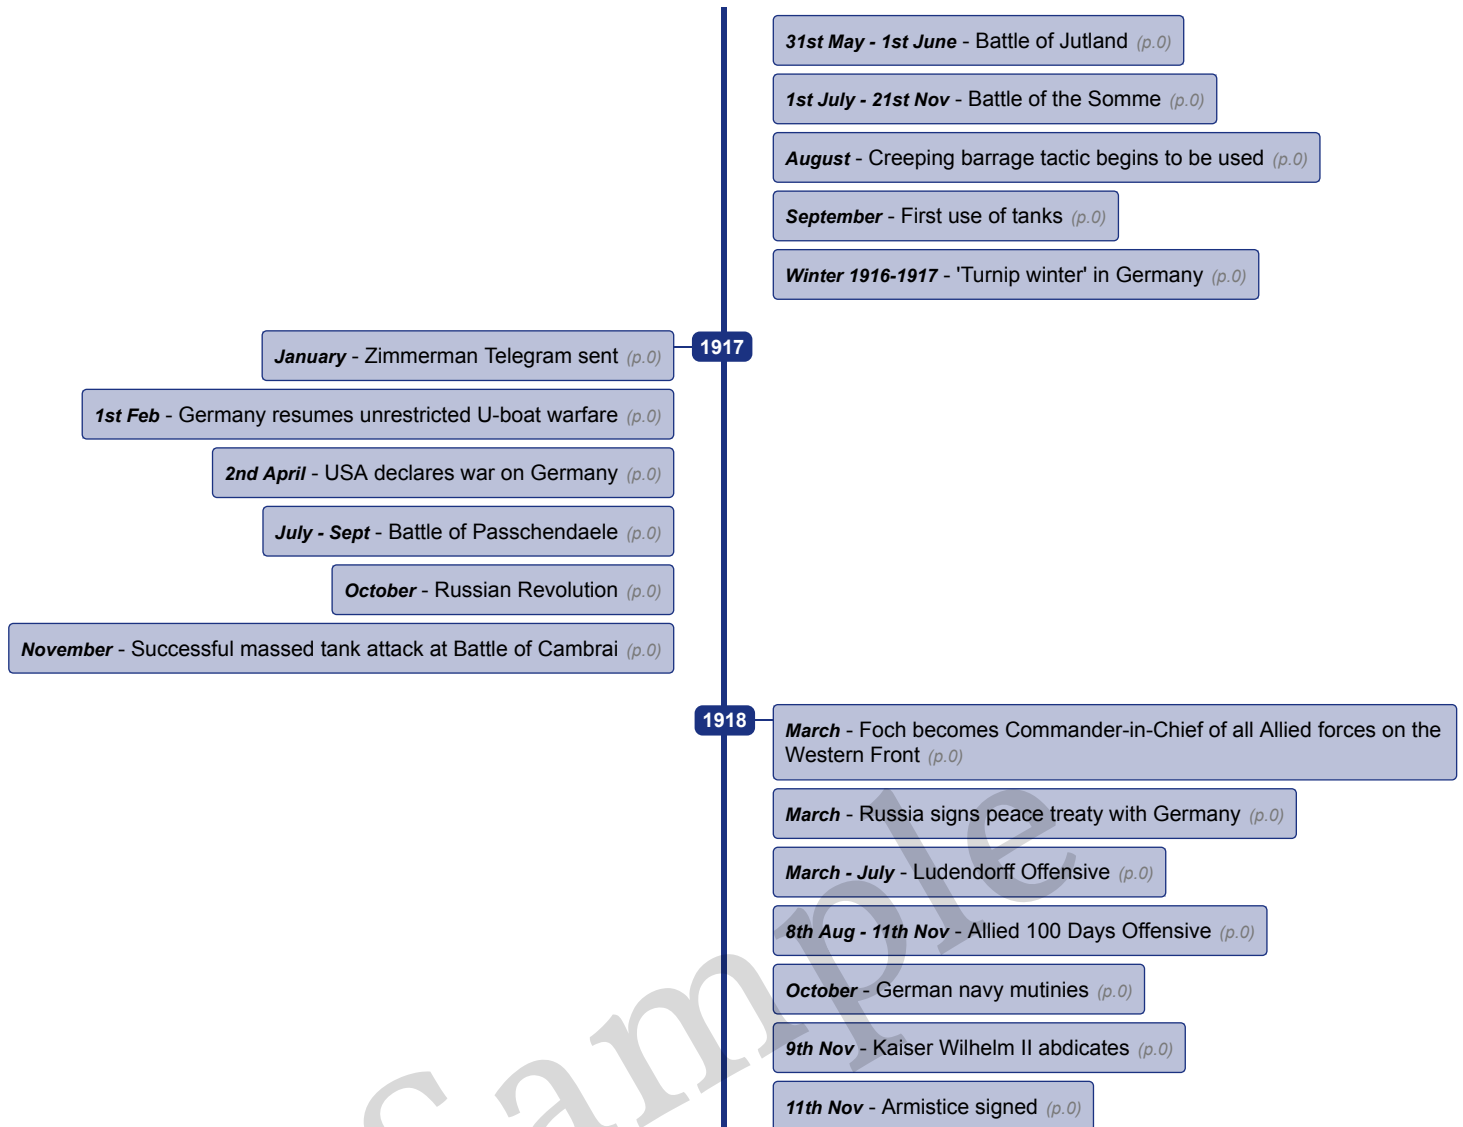 31st May - 1st June - Battle of Jutland (p.0)
1st July - 21st Nov - Battle of the Somme (p.0)
August - Creeping barrage tactic begins to be used (p.0)
September - First use of tanks (p.0)
Winter 1916-1917 - 'Turnip winter' in Germany (p.0)
1917
January - Zimmerman Telegram sent (p.0)
1st Feb - Germany resumes unrestricted U-boat warfare (p.0)
2nd April - USA declares war on Germany (p.0)
July - Sept - Battle of Passchendaele (p.0)
October - Russian Revolution (p.0)
November - Successful massed tank attack at Battle of Cambrai (p.0)
1918
March - Foch becomes Commander-in-Chief of all Allied forces on the
Western Front (p.0)
March - Russia signs peace treaty with Germany (p.0)
March - July - Ludendorff Offensive (p.0)
8th Aug - 11th Nov - Allied 100 Days Offensive (p.0)
October - German navy mutinies (p.0)
9th Nov - Kaiser Wilhelm II abdicates (p.0)
11th Nov - Armistice signed (p.0)
Sample